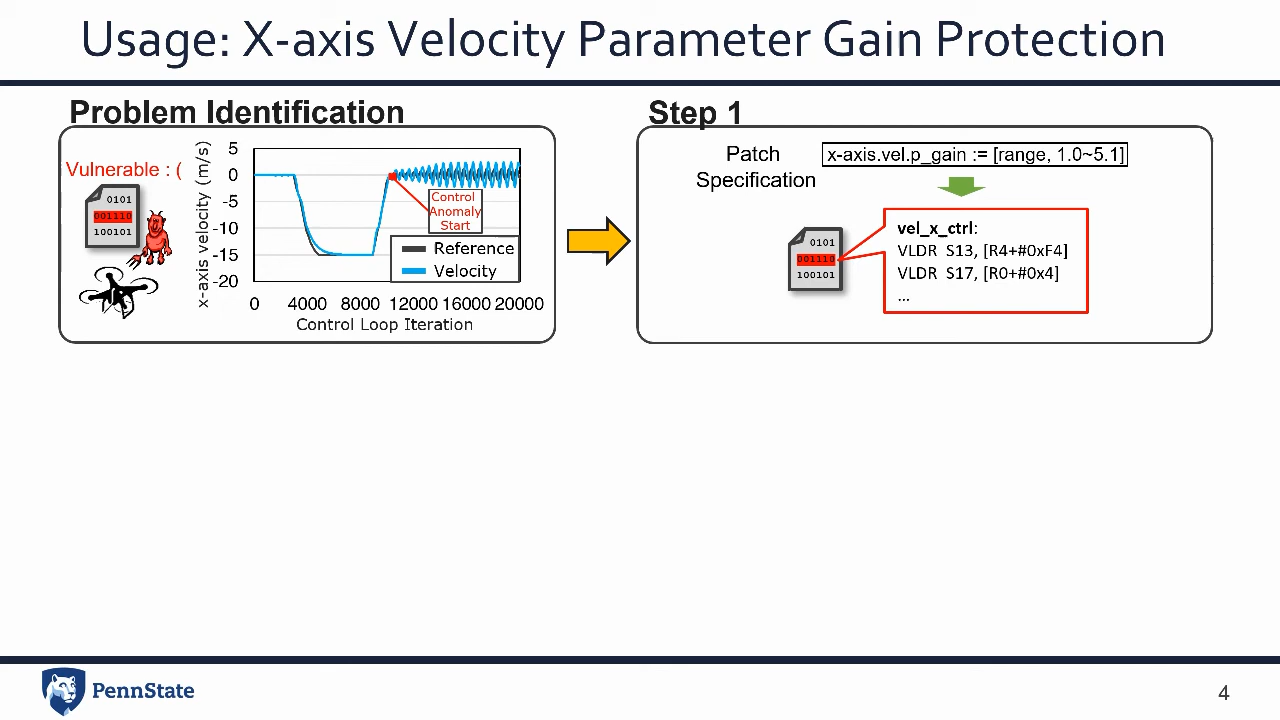 Usage: X-axis Velocity Parameter Gain Protection
Problem Identification
Vulnerable : (
0101
001110
100101
x-axis velocity (m/s)
5
0
-5
-10
-15
-20
Control
Anomaly
Start
Reference
Velocity
0 4000 8000 12000 16000 20000
Control Loop Iteration
Step 1
Patch
Specification
x-axis.vel.p_gain := [range, 1.0~5.1]
0101
001110
100101
vel_x_ctrl:
VLDR S13, [R4+#0xF4]
VLDR S17, [R0+#0x4]
...
PennState
4